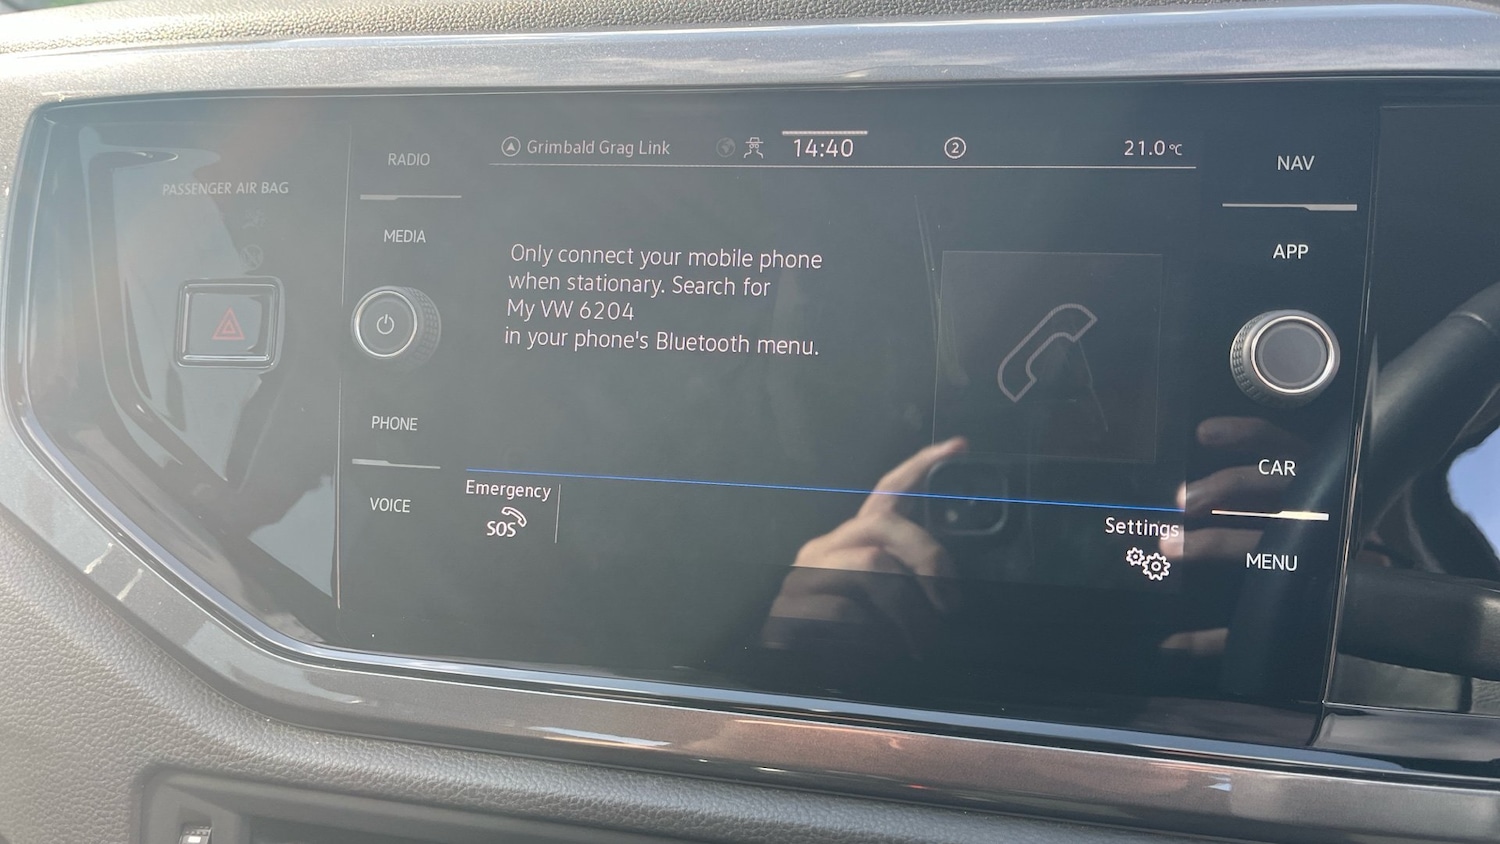 PASSENGER AIR BAG
RADIO
MEDIA
PHONE
VOICE
Grimbald Grag Link
14:40
2
21.0°C
Only connect your mobile phone
when stationary. Search for
My VW 6204
in your phone's Bluetooth menu.
Emergency
SOS
Settings
NAV
APP
CAR
MENU